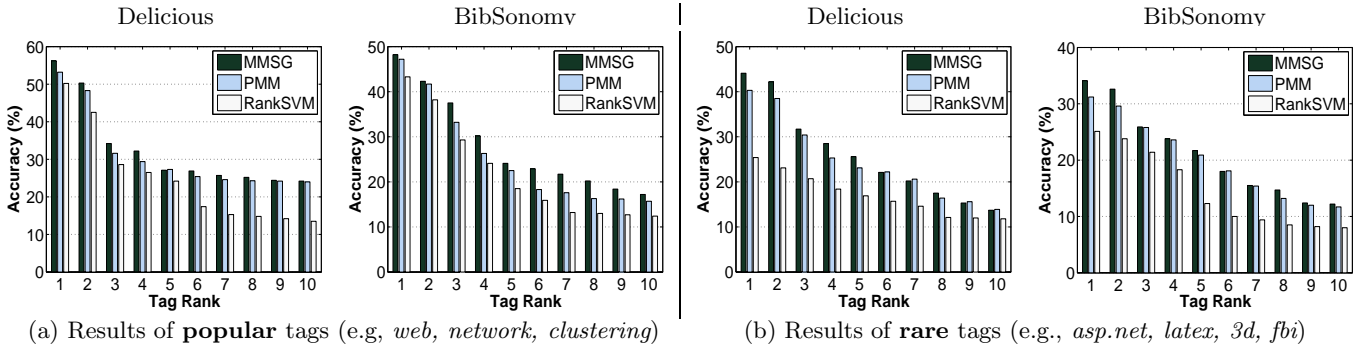 Delicious
BibSonomy
Delicious
BibSonomy
Accuracy (%)
60
50
40
30
20
10
0
MMSG
PMM
RankSVM
1 2 3 4 5 6 7 8 9 10
Tag Rank
Accuracy (%)
50
40
30
20
10
0
MMSG
PMM
RankSVM
1 2 3 4 5 6 7 8 9 10
Tag Rank
Accuracy (%)
50
40
30
20
10
0
MMSG
PMM
RankSVM
1 2 3 4 5 6 7 8 9 10
Tag Rank
Accuracy (%)
40
30
20
10
0
MMSG
PMM
RankSVM
1 2 3 4 5 6 7 8 9 10
Tag Rank
(a) Results of popular tags (e.g, web, network, clustering)
(b) Results of rare tags (e.g., asp.net, latex, 3d, fbi)